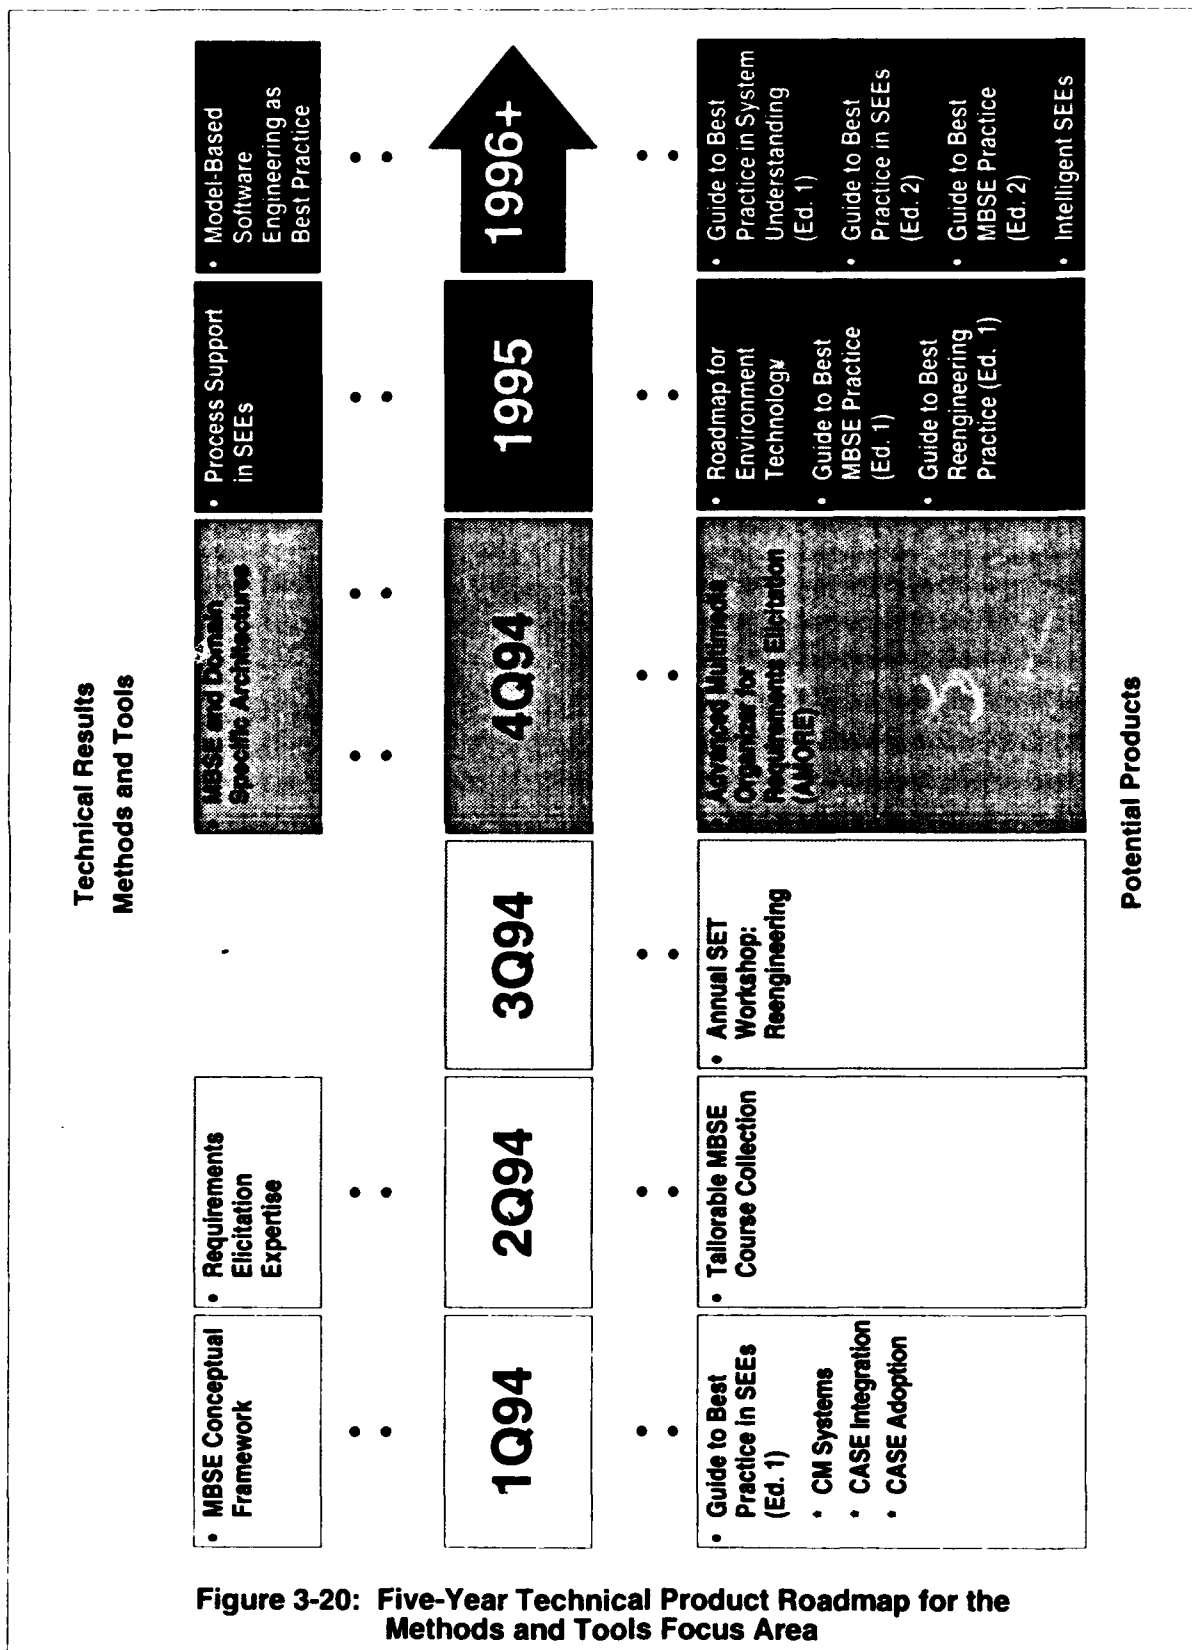 Technical Results
Methods and Tools
• MBSE Conceptual
Framework
• Requirements
Elicitation
Expertise
• MBSE and Domain
Specific Architectures
• Process Support
in SEEs
• Model-Based
Software
Engineering as
Best Practice
1Q94
2Q94
3Q94
4Q94
1995
1996+
• Guide to Best
Practice in SEEs
(Ed. 1)
* CM Systems
* CASE Integration
* CASE Adoption
• Tailorable MBSE
Course Collection
• Annual SET
Workshop:
Reengineering
• Advanced Multimedia
Organizer for
Requirements Elicitation
(AMORE)
• Roadmap for
Environment
Technology
• Guide to Best
MBSE Practice
(Ed. 1)
• Guide to Best
Reengineering
Practice (Ed. 1)
• Guide to Best
Practice in System
Understanding
(Ed. 1)
• Guide to Best
Practice in SEEs
(Ed. 2)
• Guide to Best
MBSE Practice
(Ed. 2)
• Intelligent SEEs
Potential Products
Figure 3-20: Five-Year Technical Product Roadmap for the
Methods and Tools Focus Area